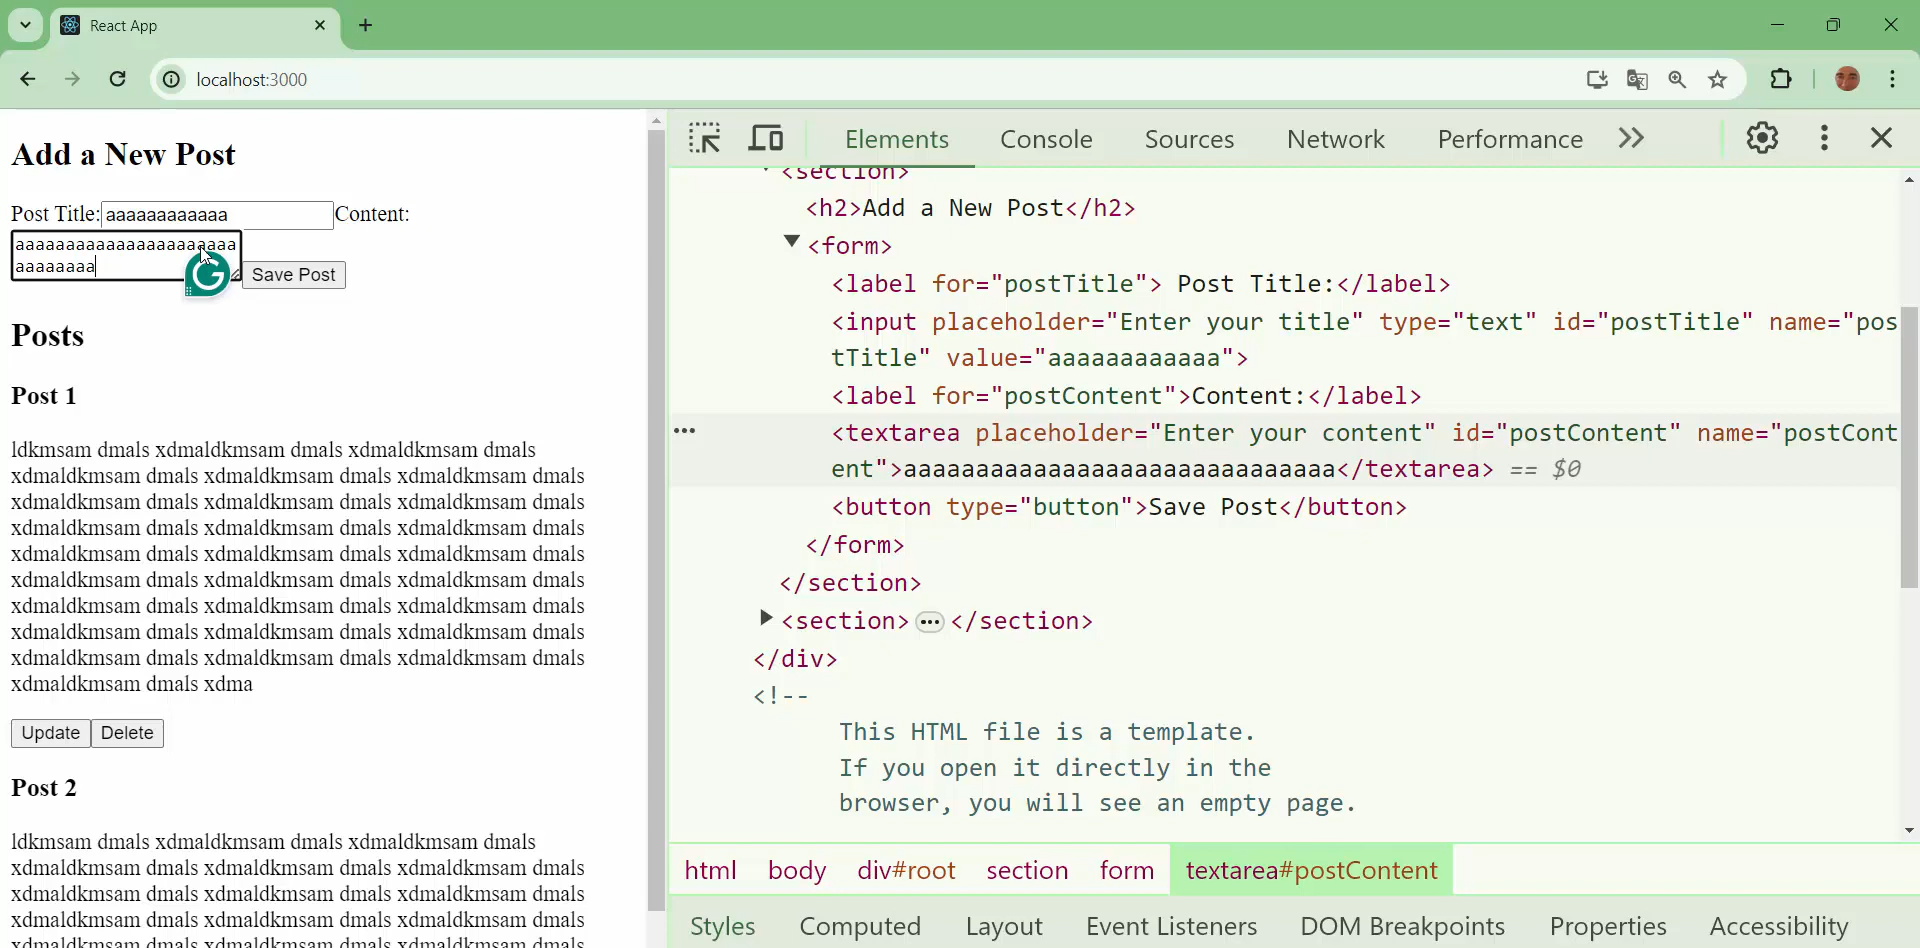 React App
localhost:3000
Add a New Post
Post Title: aaaaaaaaaaaa Content:
aaaaaaaaaaaaaaaaaaaaaa
aaaaaaaa
Save Post
Posts
Post 1
ldkmsam dmals xdmaldkmsam dmals xdmaldkmsam dmals
xdmaldkmsam dmals xdmaldkmsam dmals xdmaldkmsam dmals
xdmaldkmsam dmals xdmaldkmsam dmals xdmaldkmsam dmals
xdmaldkmsam dmals xdmaldkmsam dmals xdmaldkmsam dmals
xdmaldkmsam dmals xdmaldkmsam dmals xdmaldkmsam dmals
xdmaldkmsam dmals xdmaldkmsam dmals xdmaldkmsam dmals
xdmaldkmsam dmals xdmaldkmsam dmals xdmaldkmsam dmals
xdmaldkmsam dmals xdmaldkmsam dmals xdmaldkmsam dmals
xdmaldkmsam dmals xdmaldkmsam dmals xdmaldkmsam dmals
xdmaldkmsam dmals xdma
Update Delete
Post 2
ldkmsam dmals xdmaldkmsam dmals xdmaldkmsam dmals
xdmaldkmsam dmals xdmaldkmsam dmals xdmaldkmsam dmals
xdmaldkmsam dmals xdmaldkmsam dmals xdmaldkmsam dmals
xdmaldkmsam dmals xdmaldkmsam dmals xdmaldkmsam dmals
xdmaldkmsam dmals xdmaldkmsam dmals xdmaldkmsam dmals
Elements Console Sources Network Performance
<section>
<h2>Add a New Post</h2>
<form>
<label for="postTitle"> Post Title:</label>
<input placeholder="Enter your title" type="text" id="postTitle" name="pos
tTitle" value="aaaaaaaaaaaa">
<label for="postContent">Content:</label>
<textarea placeholder="Enter your content" id="postContent" name="postCont
ent">aaaaaaaaaaaaaaaaaaaaaaaaaaaaaa</textarea> == $0
<button type="button">Save Post</button>
</form>
</section>
<section> </section>
</div>
<!--
This HTML file is a template.
If you open it directly in the
browser, you will see an empty page.
html body div#root section form textarea#postContent
Styles Computed Layout Event Listeners DOM Breakpoints Properties Accessibility